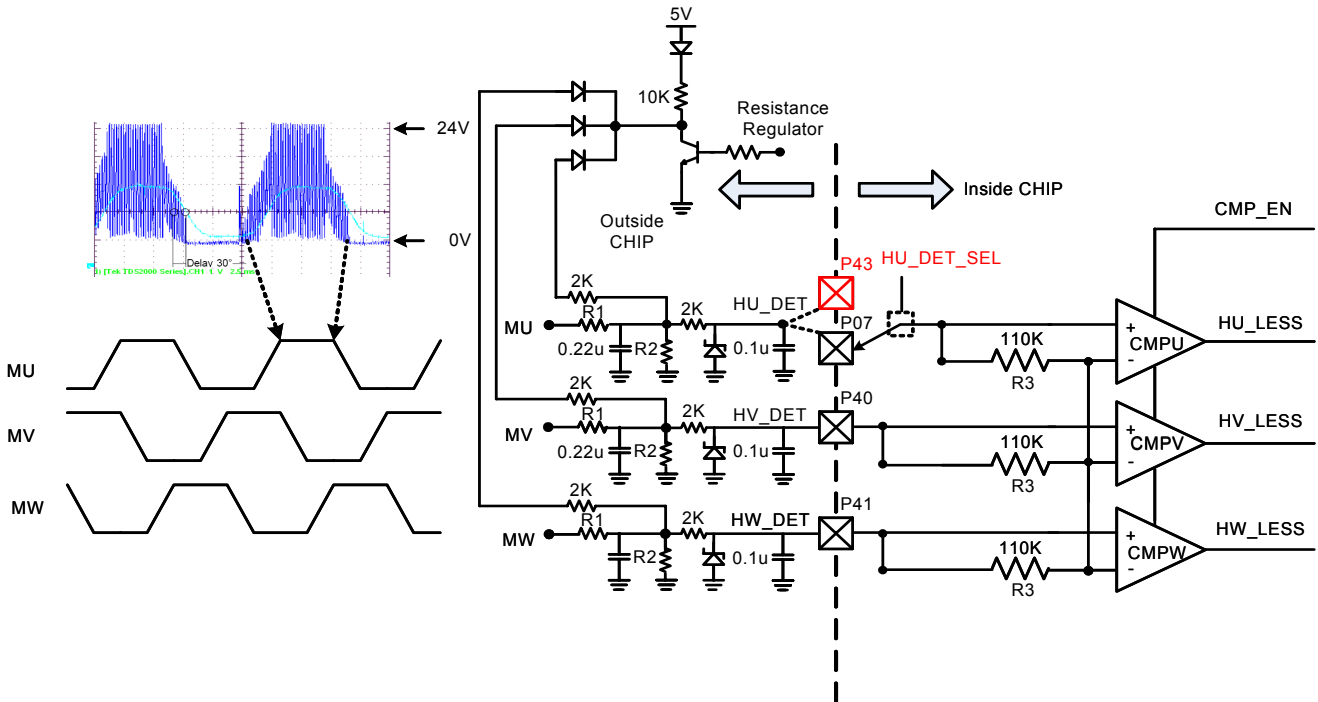 5V
10K
Resistance
Regulator
24V
0V
Delay 30°
Outside
CHIP
Inside CHIP
CMP_EN
P43
HU_DET_SEL
2K
R1
2K
HU_DET
P07
MU
0.22u
R2
0.1u
110K
R3
+
-
CMPU
HU_LESS
2K
R1
2K
HV_DET
P40
MV
0.22u
R2
0.1u
110K
R3
+
-
CMPV
HV_LESS
2K
R1
2K
HW_DET
P41
MW
R2
0.1u
110K
R3
+
-
CMPW
HW_LESS
MU
MV
MW